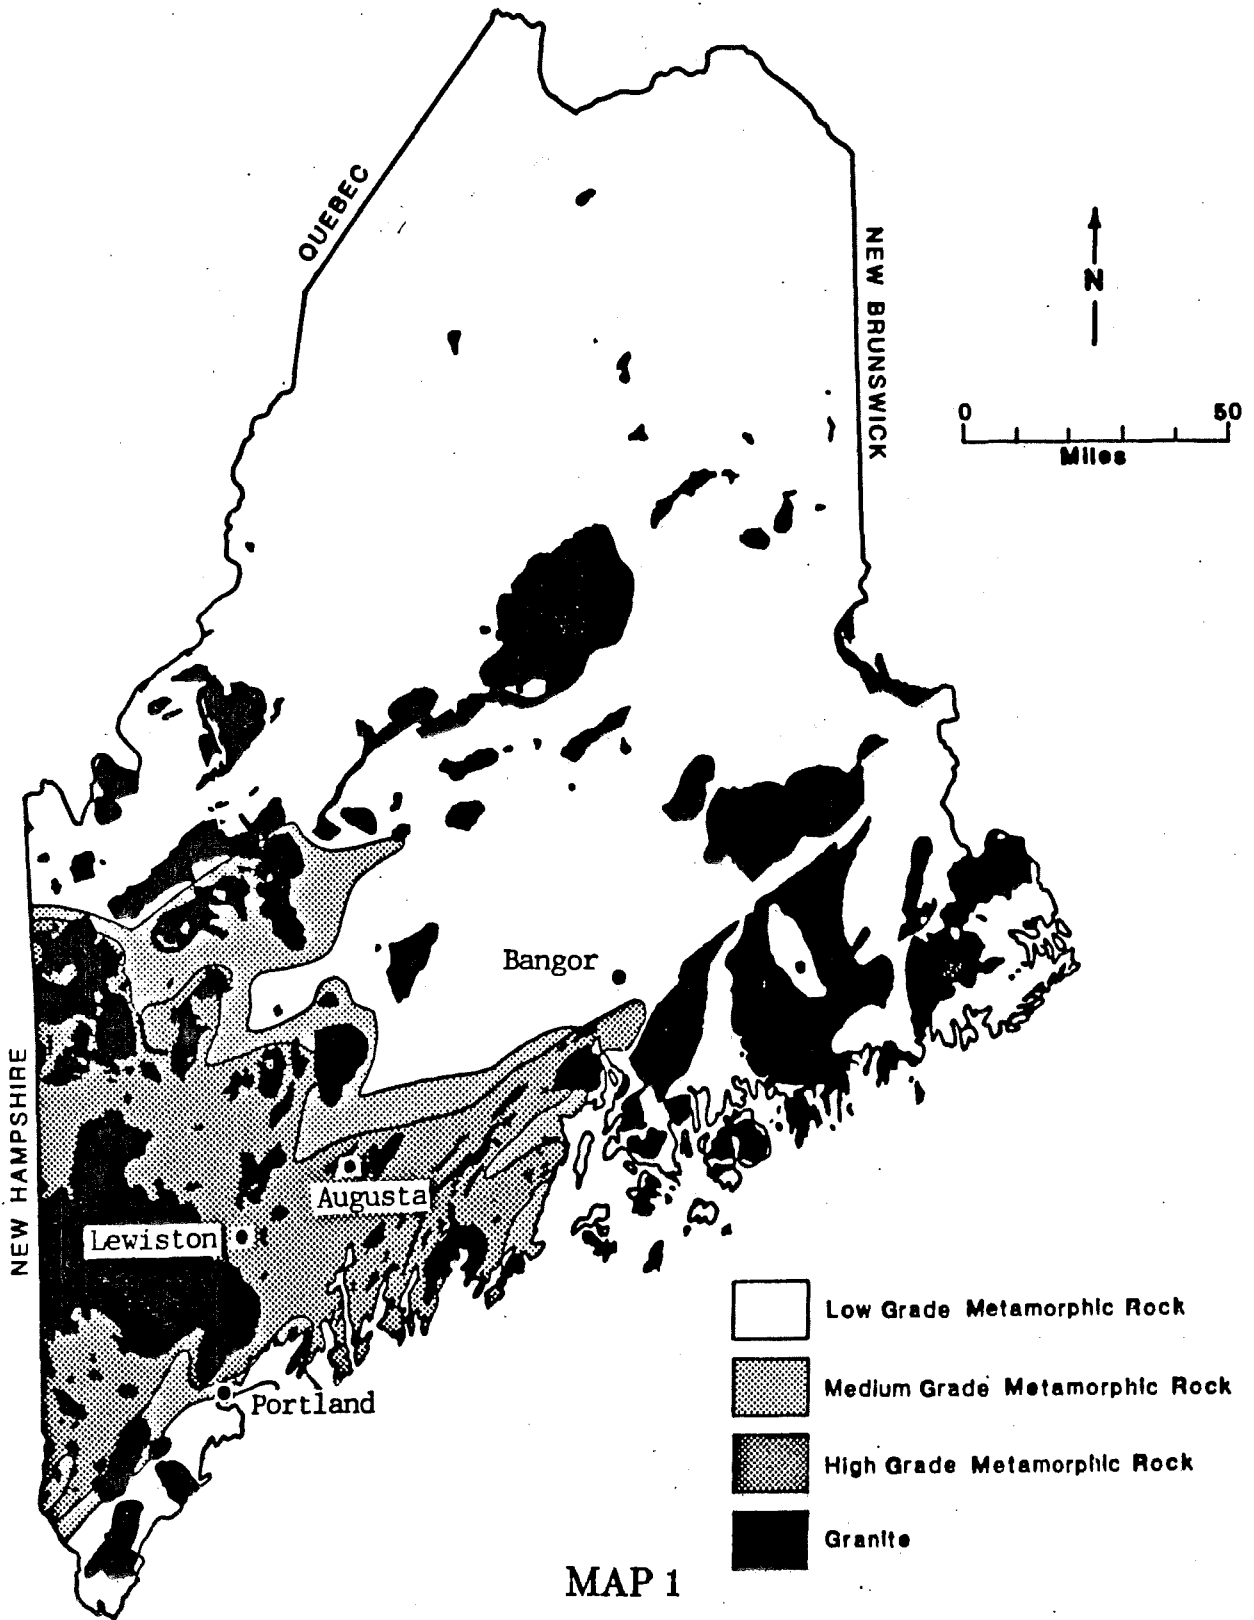 QUEBEC
NEW BRUNSWICK
N
0 50
Miles
Bangor
NEW HAMPSHIRE
Augusta
Lewiston
Portland
Low Grade Metamorphic Rock
Medium Grade Metamorphic Rock
High Grade Metamorphic Rock
Granite
MAP 1